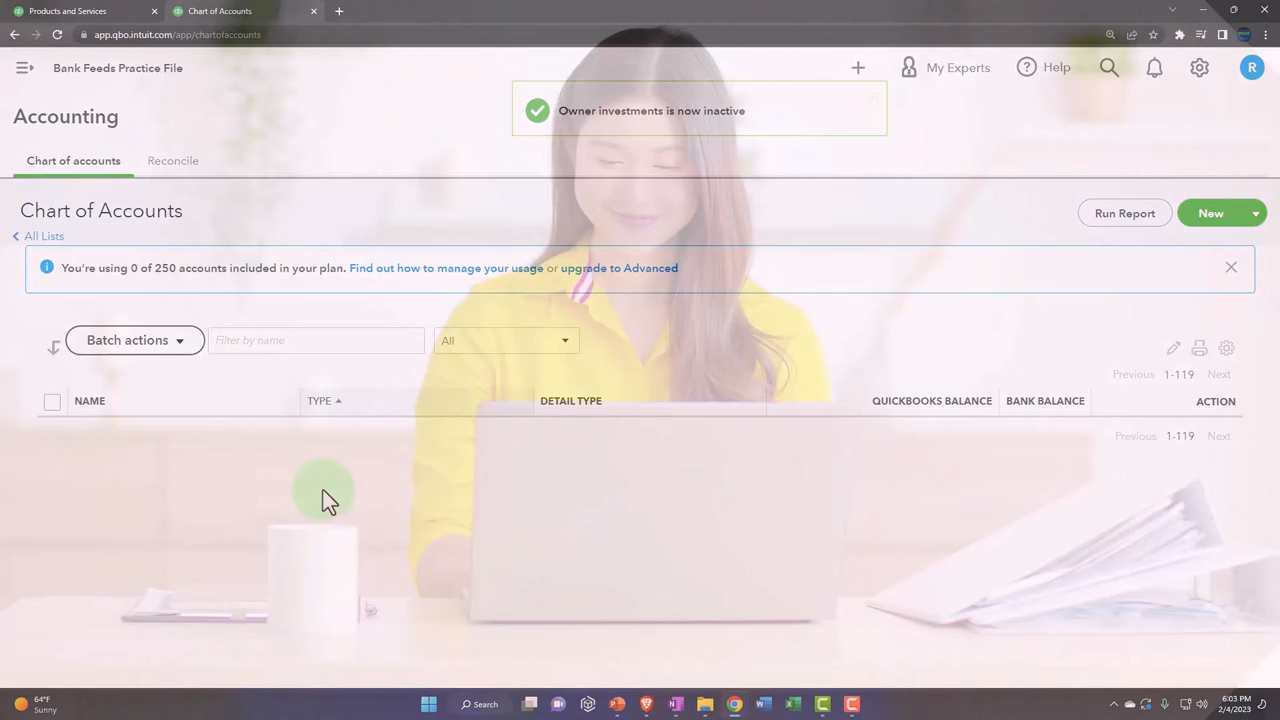 Products and Services
Chart of Accounts
app.qbo.intuit.com/app/chartofaccounts
Bank Feeds Practice File
My Experts
Help
R
Accounting
Owner investments is now inactive
Chart of accounts
Reconcile
Chart of Accounts
Run Report
New
All Lists
You're using 0 of 250 accounts included in your plan. Find out how to manage your usage or upgrade to Advanced
Batch actions
Filter by name
All
Previous 1-119 Next
NAME
TYPE
DETAIL TYPE
QUICKBOOKS BALANCE
BANK BALANCE
ACTION
Previous 1-119 Next
64°F
Sunny
Search
6:03 PM
2/4/2023